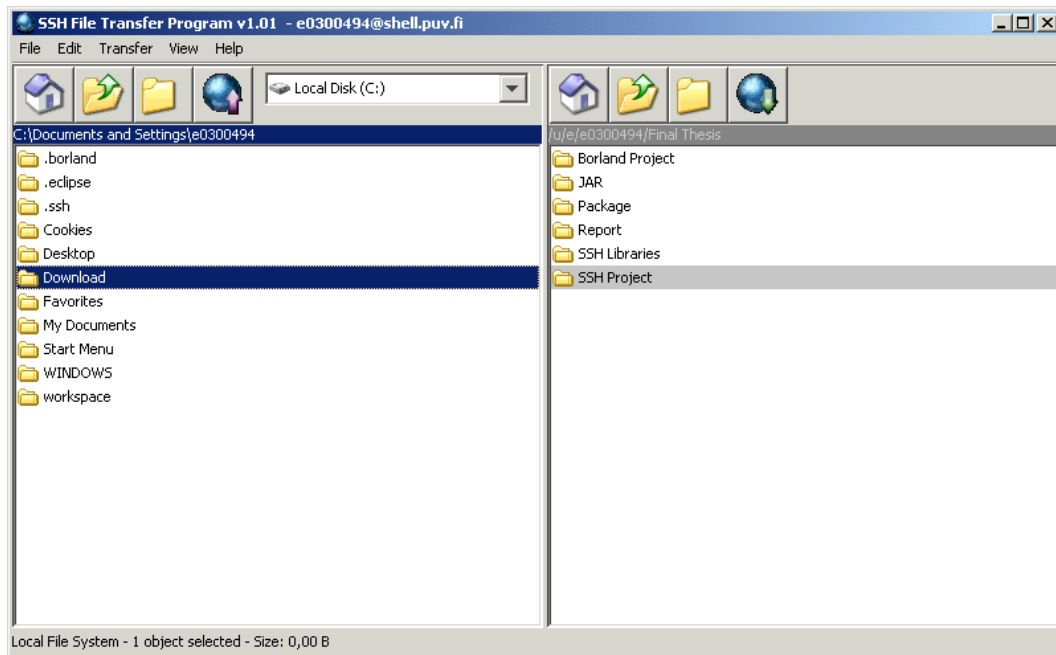 SSH File Transfer Program v1.01 - e0300494@shell.puv.fi
File Edit Transfer View Help
Local Disk (C:)
C:\Documents and Settings\e0300494
.borland
.eclipse
.ssh
Cookies
Desktop
Download
Favorites
My Documents
Start Menu
WINDOWS
workspace
/u/e/e0300494/Final Thesis
Borland Project
JAR
Package
Report
SSH Libraries
SSH Project
Local File System - 1 object selected - Size: 0,00 B